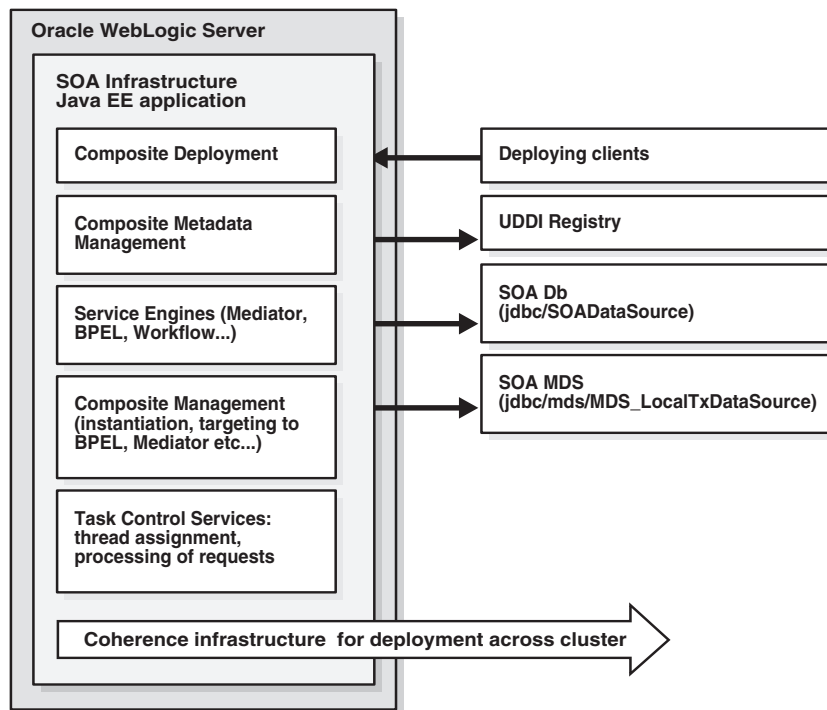 Oracle WebLogic Server
SOA Infrastructure
Java EE application
Composite Deployment
Deploying clients
Composite Metadata
Management
UDDI Registry
Service Engines (Mediator,
BPEL, Workflow...)
SOA Db
(jdbc/SOADataSource)
Composite Management
(instantiation, targeting to
BPEL, Mediator etc...)
SOA MDS
(jdbc/mds/MDS_LocalTxDataSource)
Task Control Services:
thread assignment,
processing of requests
Coherence infrastructure for deployment across cluster